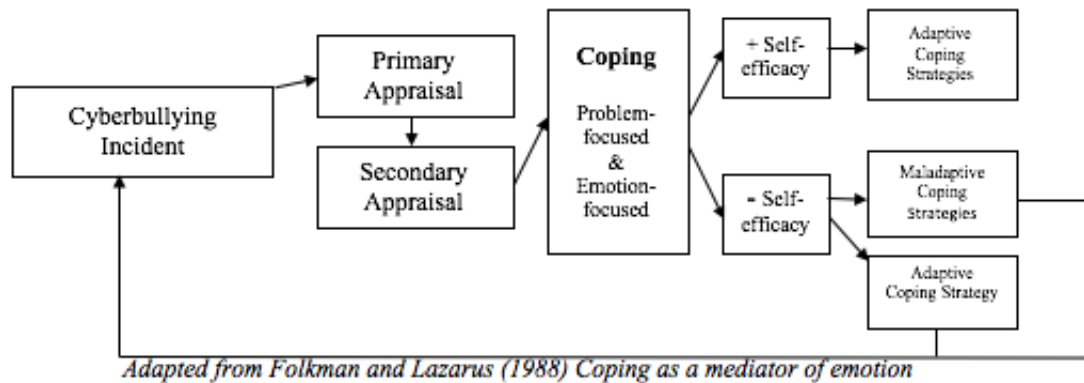 Cyberbullying
Incident
Primary
Appraisal
Secondary
Appraisal
Coping
Problem-
focused
&
Emotion-
focused
+ Self-
efficacy
Adaptive
Coping
Strategies
- Self-
efficacy
Maladaptive
Coping
Strategies
Adaptive
Coping Strategy
Adapted from Folkman and Lazarus (1988) Coping as a mediator of emotion